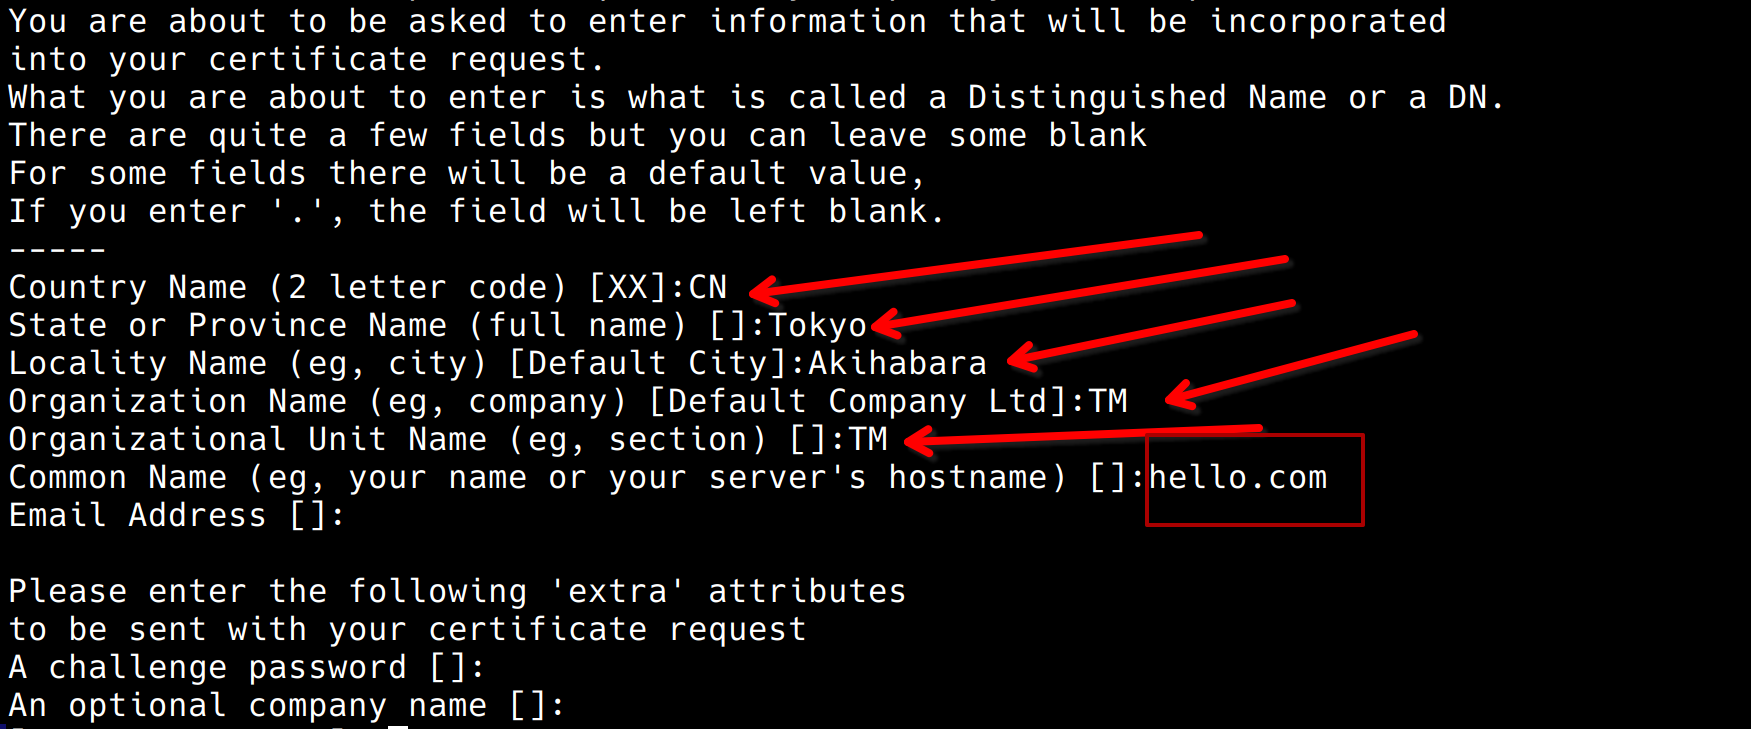 You are about to be asked to enter information that will be incorporated
into your certificate request.
What you are about to enter is what is called a Distinguished Name or a DN.
There are quite a few fields but you can leave some blank
For some fields there will be a default value,
If you enter '.', the field will be left blank.
-----
Country Name (2 letter code) [XX]:CN
State or Province Name (full name) []:Tokyo
Locality Name (eg, city) [Default City]:Akihabara
Organization Name (eg, company) [Default Company Ltd]:TM
Organizational Unit Name (eg, section) []:TM
Common Name (eg, your name or your server's hostname) []:hello.com
Email Address []:
Please enter the following 'extra' attributes
to be sent with your certificate request
A challenge password []:
An optional company name []: